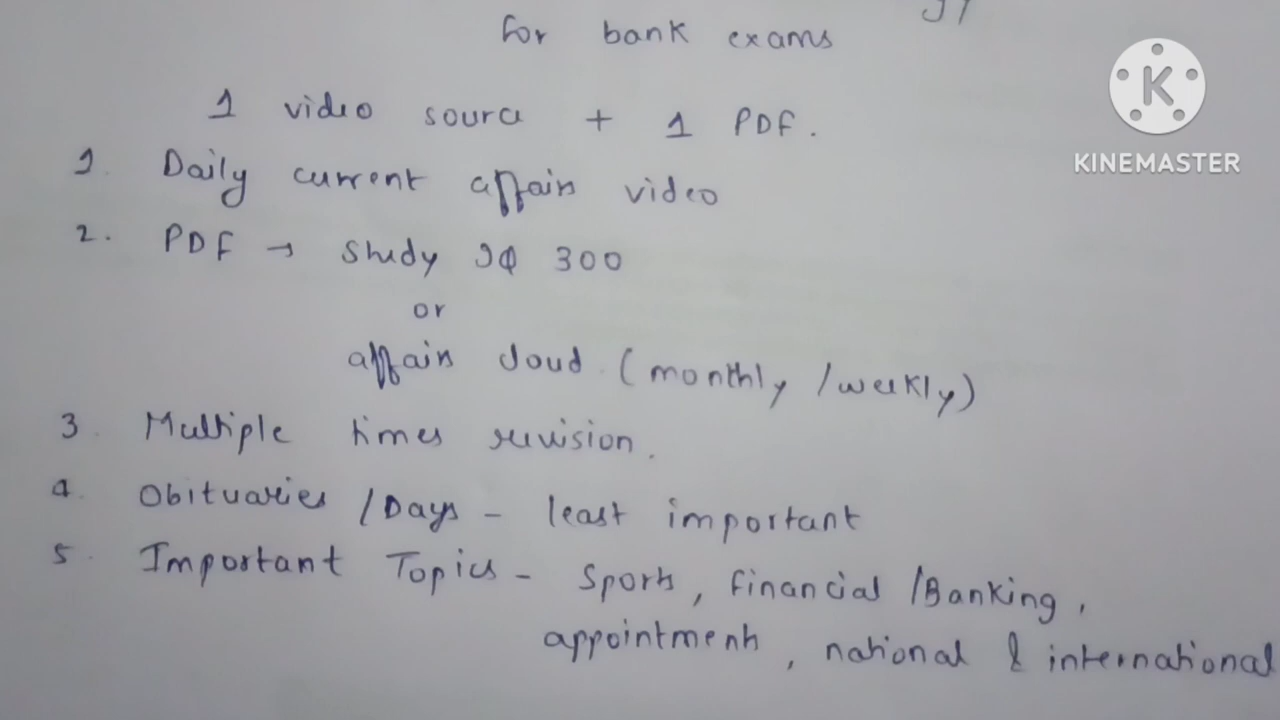 for bank exams
1 video source + 1 PDF.
1. Daily current affairs video
2. PDF → Study IQ 300
or
affairs cloud (monthly /weekly)
3. Multiple times revision.
4. Obituaries /Days - least important
5. Important Topics - Sports, financial /Banking,
appointments, national & international
K
KINEMASTER